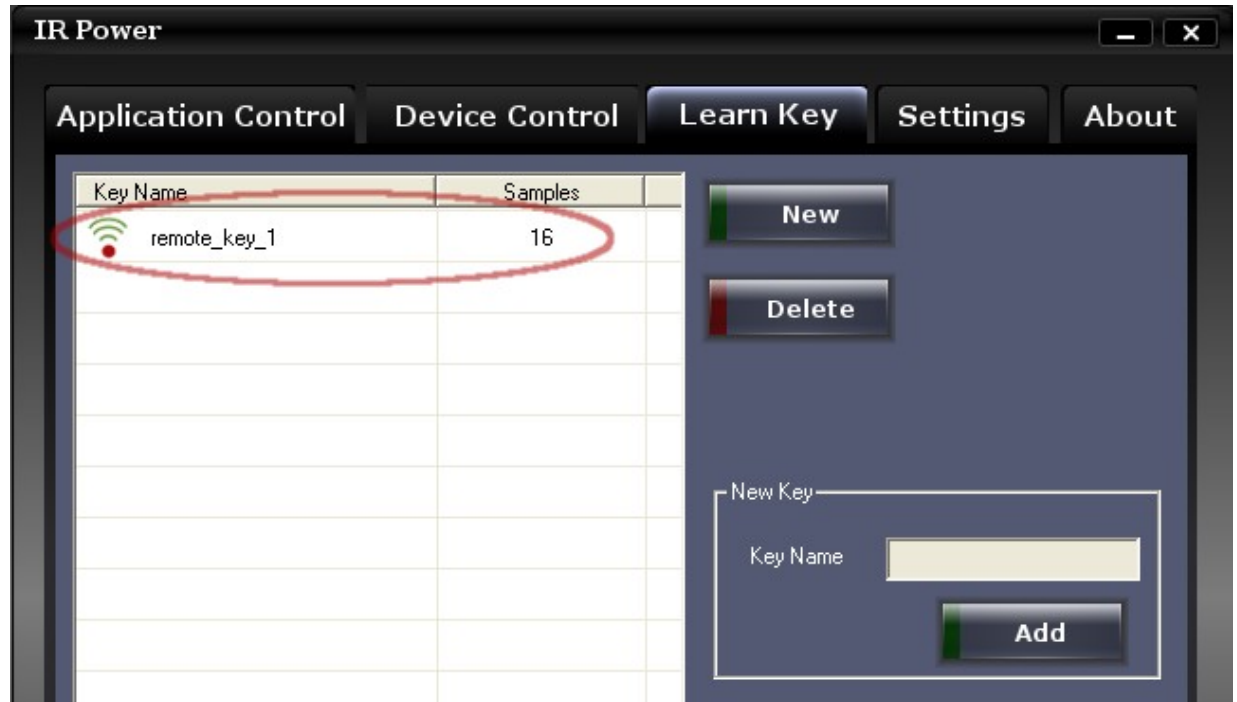 IR Power
Application Control Device Control Learn Key Settings About
Key Name Samples
remote_key_1 16
New
Delete
New Key
Key Name
Add